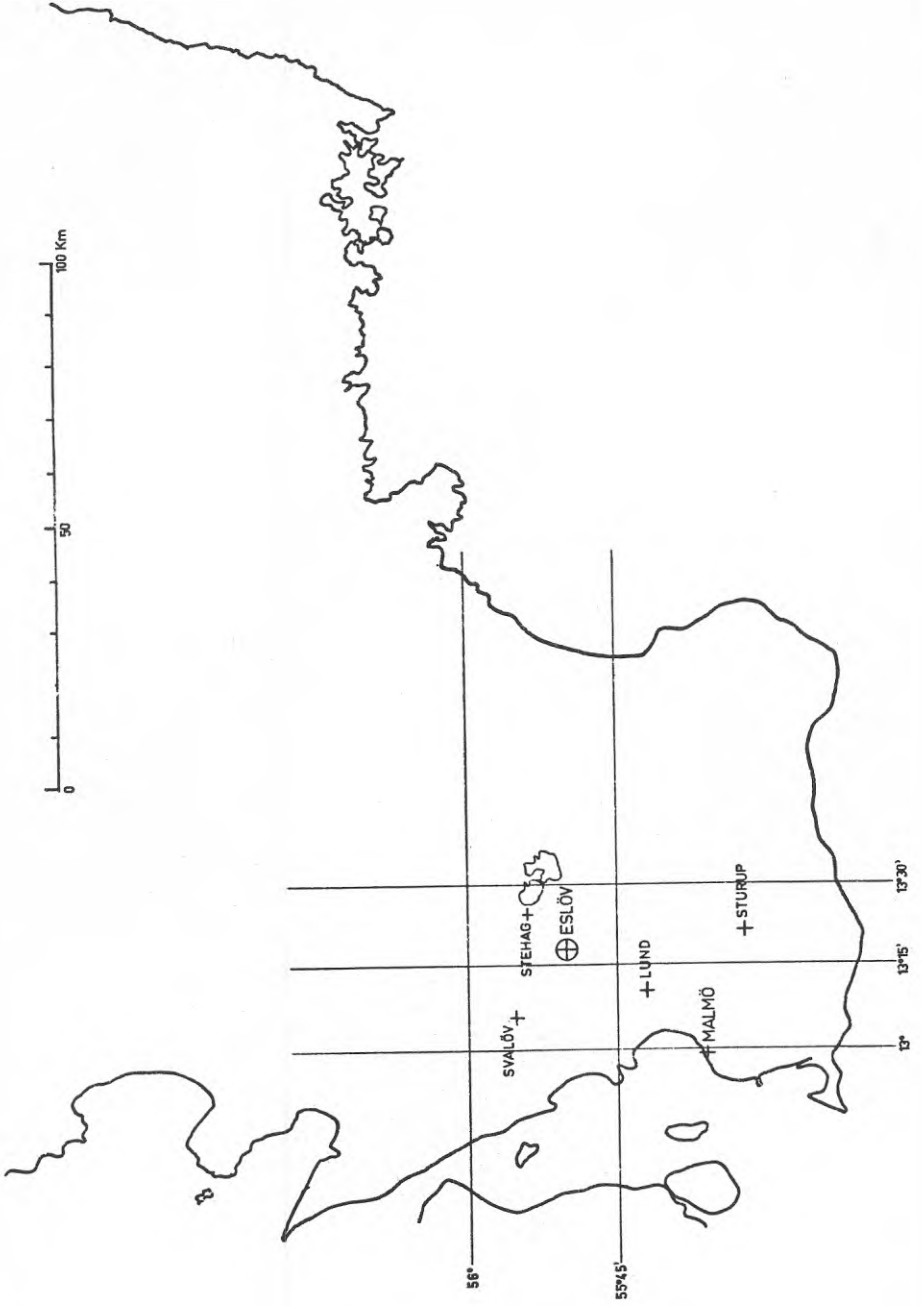 0
50
100 Km
56°
55°45'
SVALÖV
STEHAG
ESLÖV
LUND
MALMÖ
STURUP
13°
13°15'
13°30'